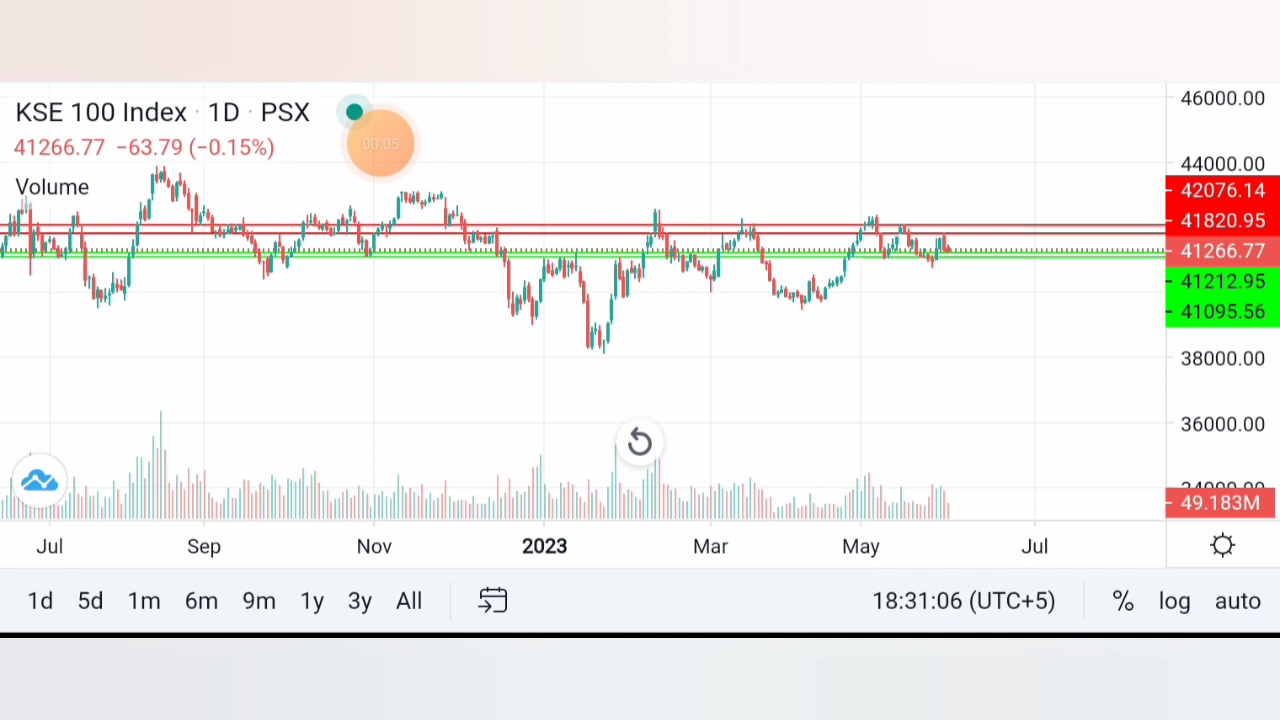 KSE 100 Index · 1D · PSX
00:05
41266.77 −63.79 (−0.15%)
Volume
46000.00
44000.00
42076.14
41820.95
41266.77
41212.95
41095.56
38000.00
36000.00
49.183M
Jul Sep Nov 2023 Mar May Jul
1d 5d 1m 6m 9m 1y 3y All 18:31:06 (UTC+5) % log auto